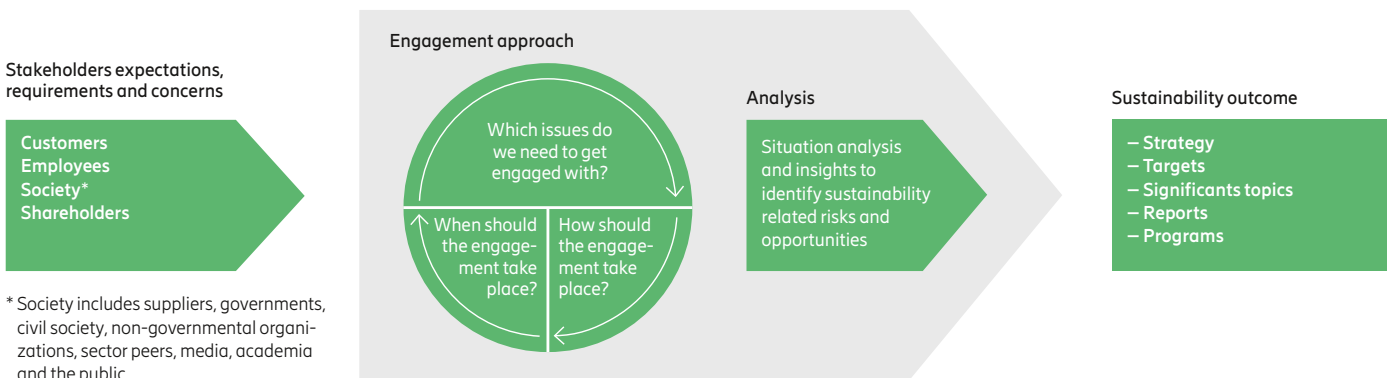 Stakeholders expectations,
requirements and concerns
Customers
Employees
Society*
Shareholders
* Society includes suppliers, governments,
civil society, non-governmental organi-
zations, sector peers, media, academia
and the public
Engagement approach
Which issues do
we need to get
engaged with?
When should
the engage-
ment take
place?
How should
the engage-
ment take
place?
Analysis
Situation analysis
and insights to
identify sustainability
related risks and
opportunities
Sustainability outcome
– Strategy
– Targets
– Significants topics
– Reports
– Programs